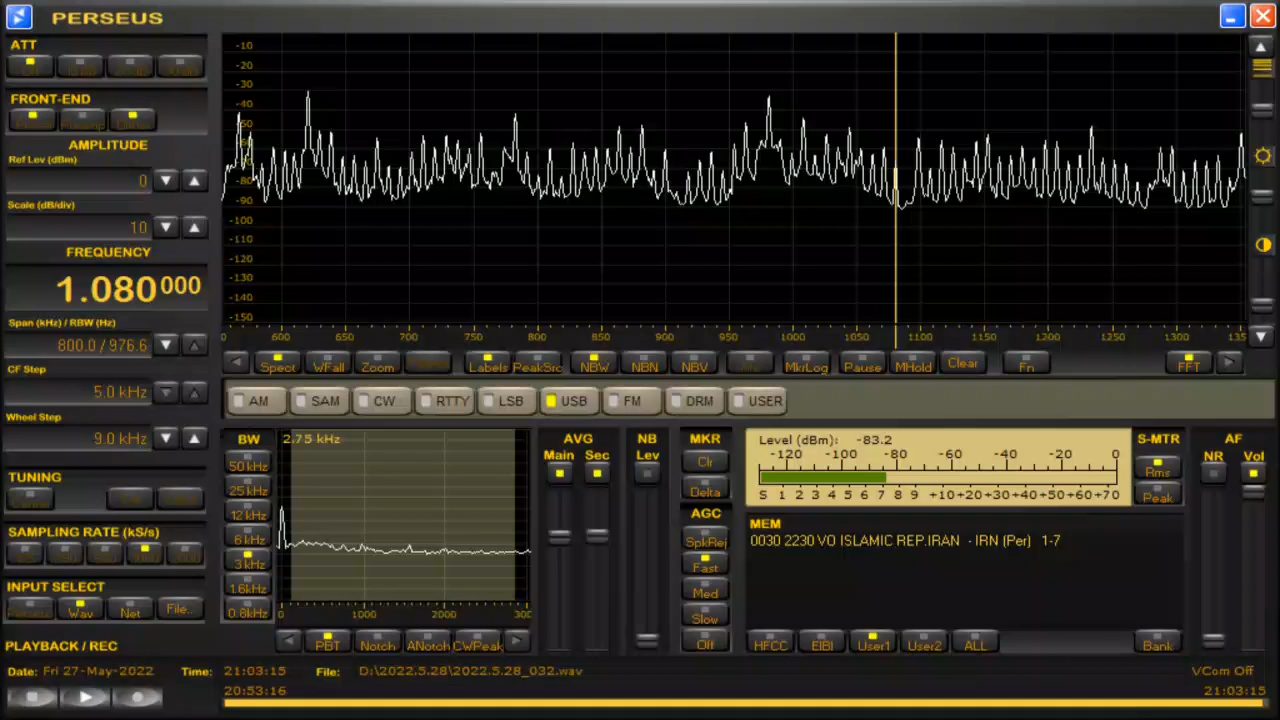 PERSEUS
ATT
FRONT-END
AMPLITUDE
Ref Lev (dBm)
0
Scale (dB/div)
10
FREQUENCY
1.080000
Span (kHz) / RBW (Hz)
800.0 / 976.6
CF Step
5.0 kHz
Wheel Step
9.0 kHz
TUNING
SAMPLING RATE (kS/s)
INPUT SELECT
Wav Net File..
PLAYBACK / REC
-10
-20
-30
-40
-50
-60
-70
-80
-90
-100
-110
-120
-130
-140
-150
600 650 700 750 800 850 900 950 1000 1050 1100 1150 1200 1250 1300 135
Spect WFall Zoom Labels PeakSrc NBW NBN NBV MkrLog Pause MHold Clear Fn FFT
AM SAM CW RTTY LSB USB FM DRM USER
BW
50 kHz
25 kHz
12 kHz
6 kHz
3 kHz
1.6kHz
0.8kHz
2.75 kHz
0 1000 2000 300
PBT Notch ANotch CWPeak
AVG
Main Sec
NB
Lev
MKR
Clr
Delta
AGC
SpkRej
Fast
Med
Slow
Off
Level (dBm): -83.2
-120 -100 -80 -60 -40 -20 0
S 1 2 3 4 5 6 7 8 9 +10+20+30+40+50+60+70
S-MTR
Rms
Peak
AF
NR Vol
MEM
0030 2230 VO ISLAMIC REP.IRAN - IRN (Per) 1-7
HFCC EIBI User1 User2 ALL Bank
Date: Fri 27-May-2022 Time: 21:03:15 File: D:\2022.5.28\2022.5.28_032.wav VCom Off
20:53:16 21:03:15